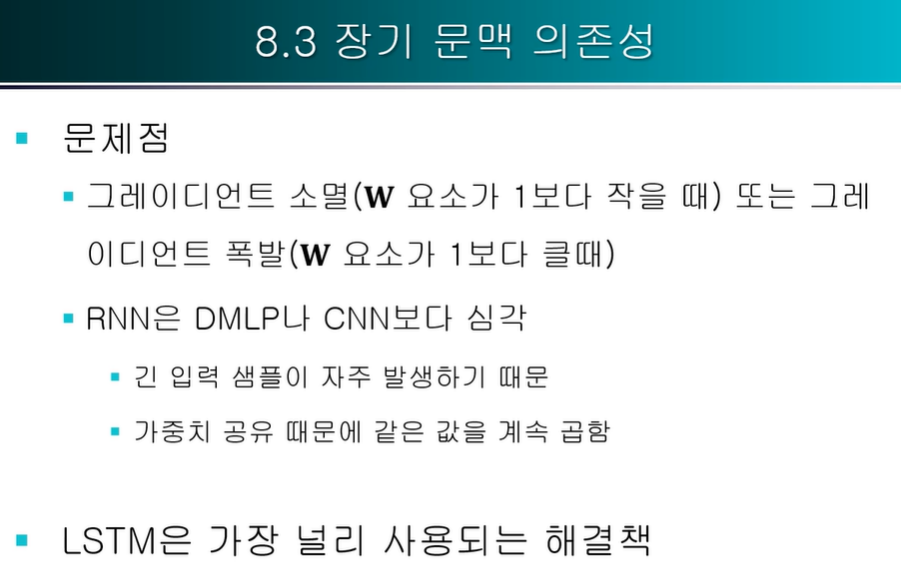 8.3 장기 문맥 의존성
문제점
그레이디언트 소멸(W 요소가 1보다 작을 때) 또는 그레
이디언트 폭발(W 요소가 1보다 클때)
RNN은 DMLP나 CNN보다 심각
긴 입력 샘플이 자주 발생하기 때문
가중치 공유 때문에 같은 값을 계속 곱함
LSTM은 가장 널리 사용되는 해결책